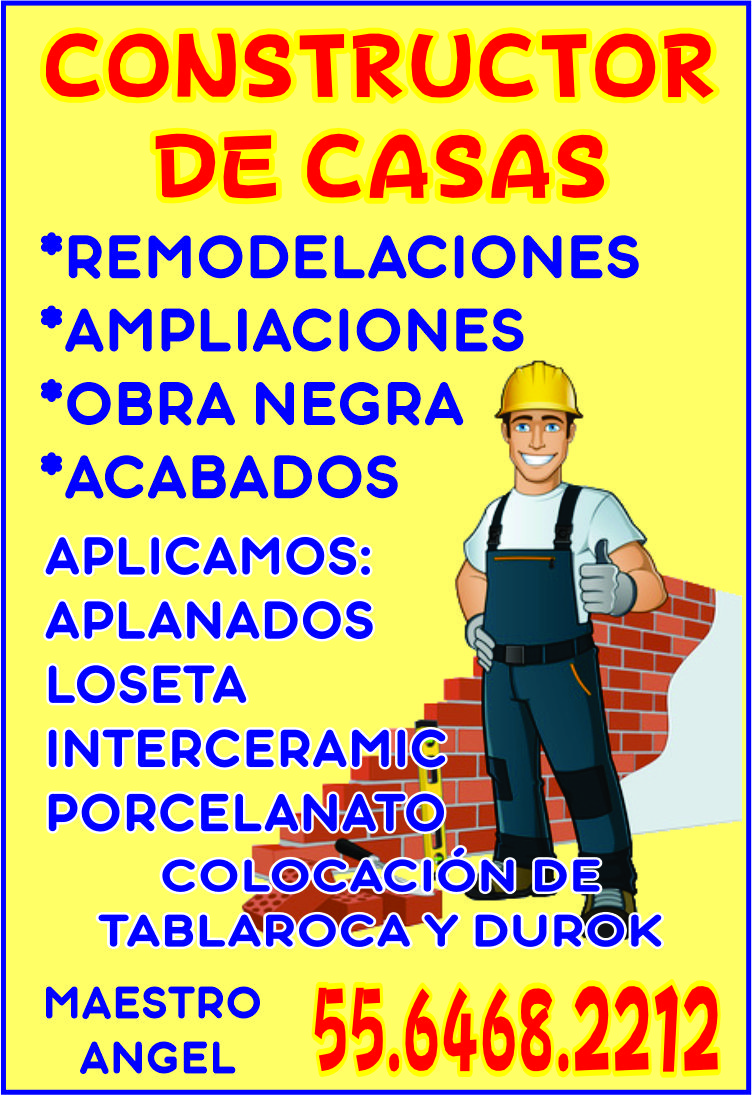 CONSTRUCTOR
DE CASAS
*REMODELACIONES
*AMPLIACIONES
*OBRA NEGRA
*ACABADOS
APLICAMOS:
APLANADOS
LOSETA
INTERCERAMIC
PORCELANATO
COLOCACIÓN DE
TABLAROCA Y DUROK
MAESTRO
ANGEL
55.6468.2212